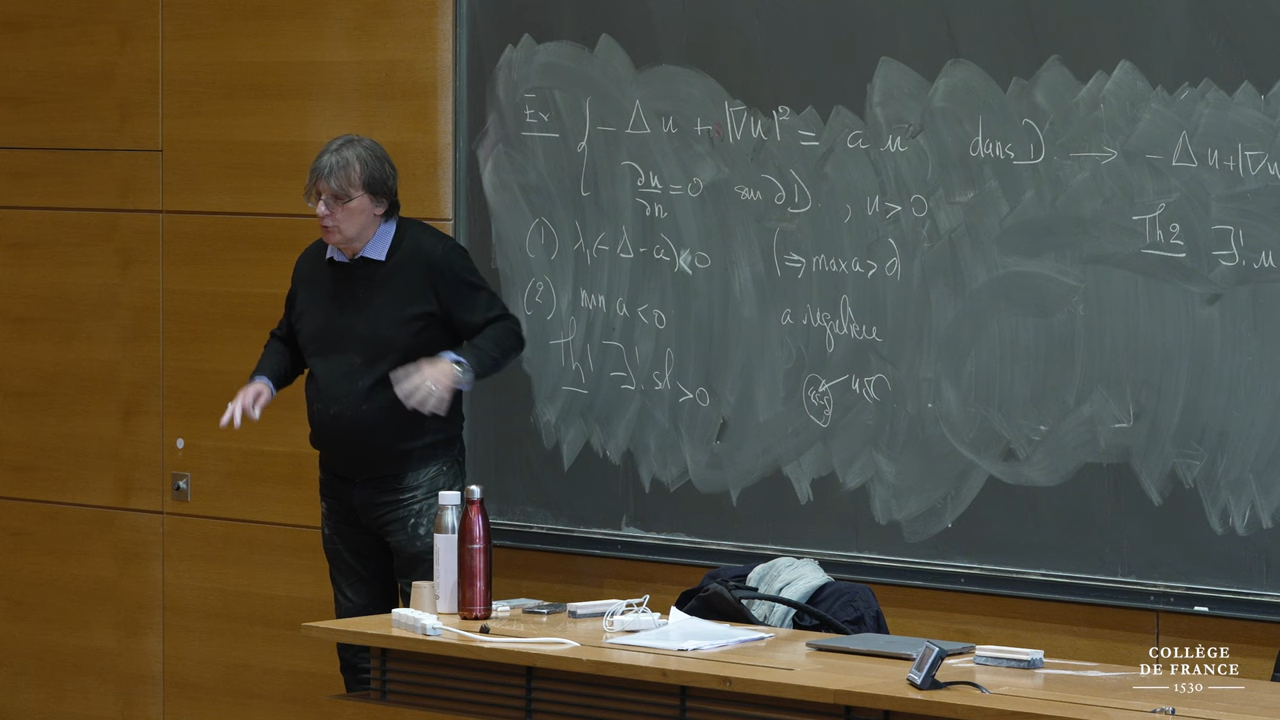 Ex { -Δu + |∇u|² = a u dans D. → -Δu+|∇u
∂u/∂n = 0 sur ∂D. , u > 0
Th2 ∃! u
(1) λ₁(-Δ-a) < 0 (⇒ max a > 0)
(2) min a < 0 a régulière
Th1 ∃! sol > 0
COLLÈGE
DE FRANCE
1530